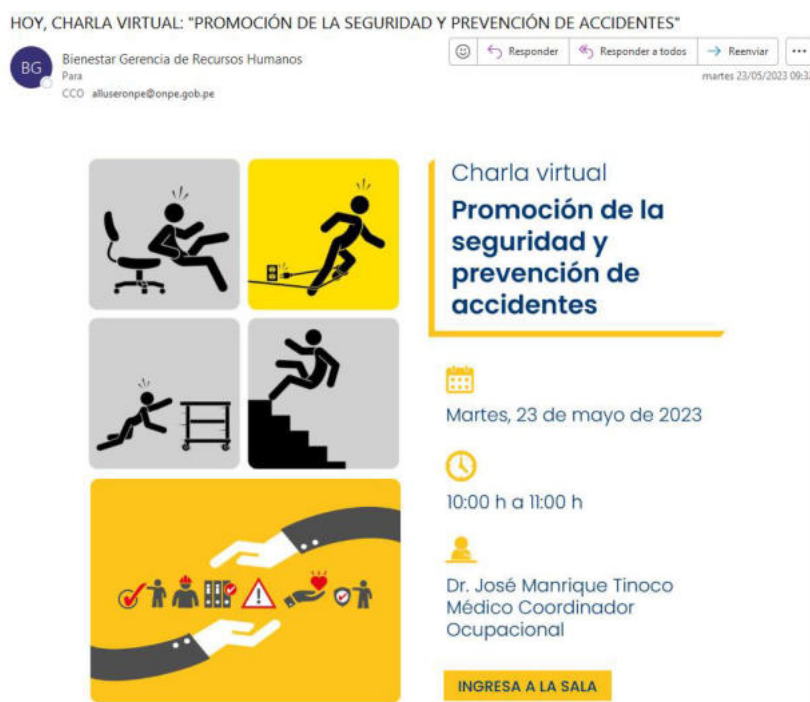 HOY, CHARLA VIRTUAL: "PROMOCIÓN DE LA SEGURIDAD Y PREVENCIÓN DE ACCIDENTES"
BG
Bienestar Gerencia de Recursos Humanos
Responder
Responder a todos
Reenviar
Para
martes 23/05/2023
CCO alluseronpe@onpe.gob.pe
Charla virtual
Promoción de la
seguridad y
prevención de
accidentes
Martes, 23 de mayo de 2023
10:00 h a 11:00 h
Dr. José Manrique Tinoco
Médico Coordinador
Ocupacional
INGRESA A LA SALA